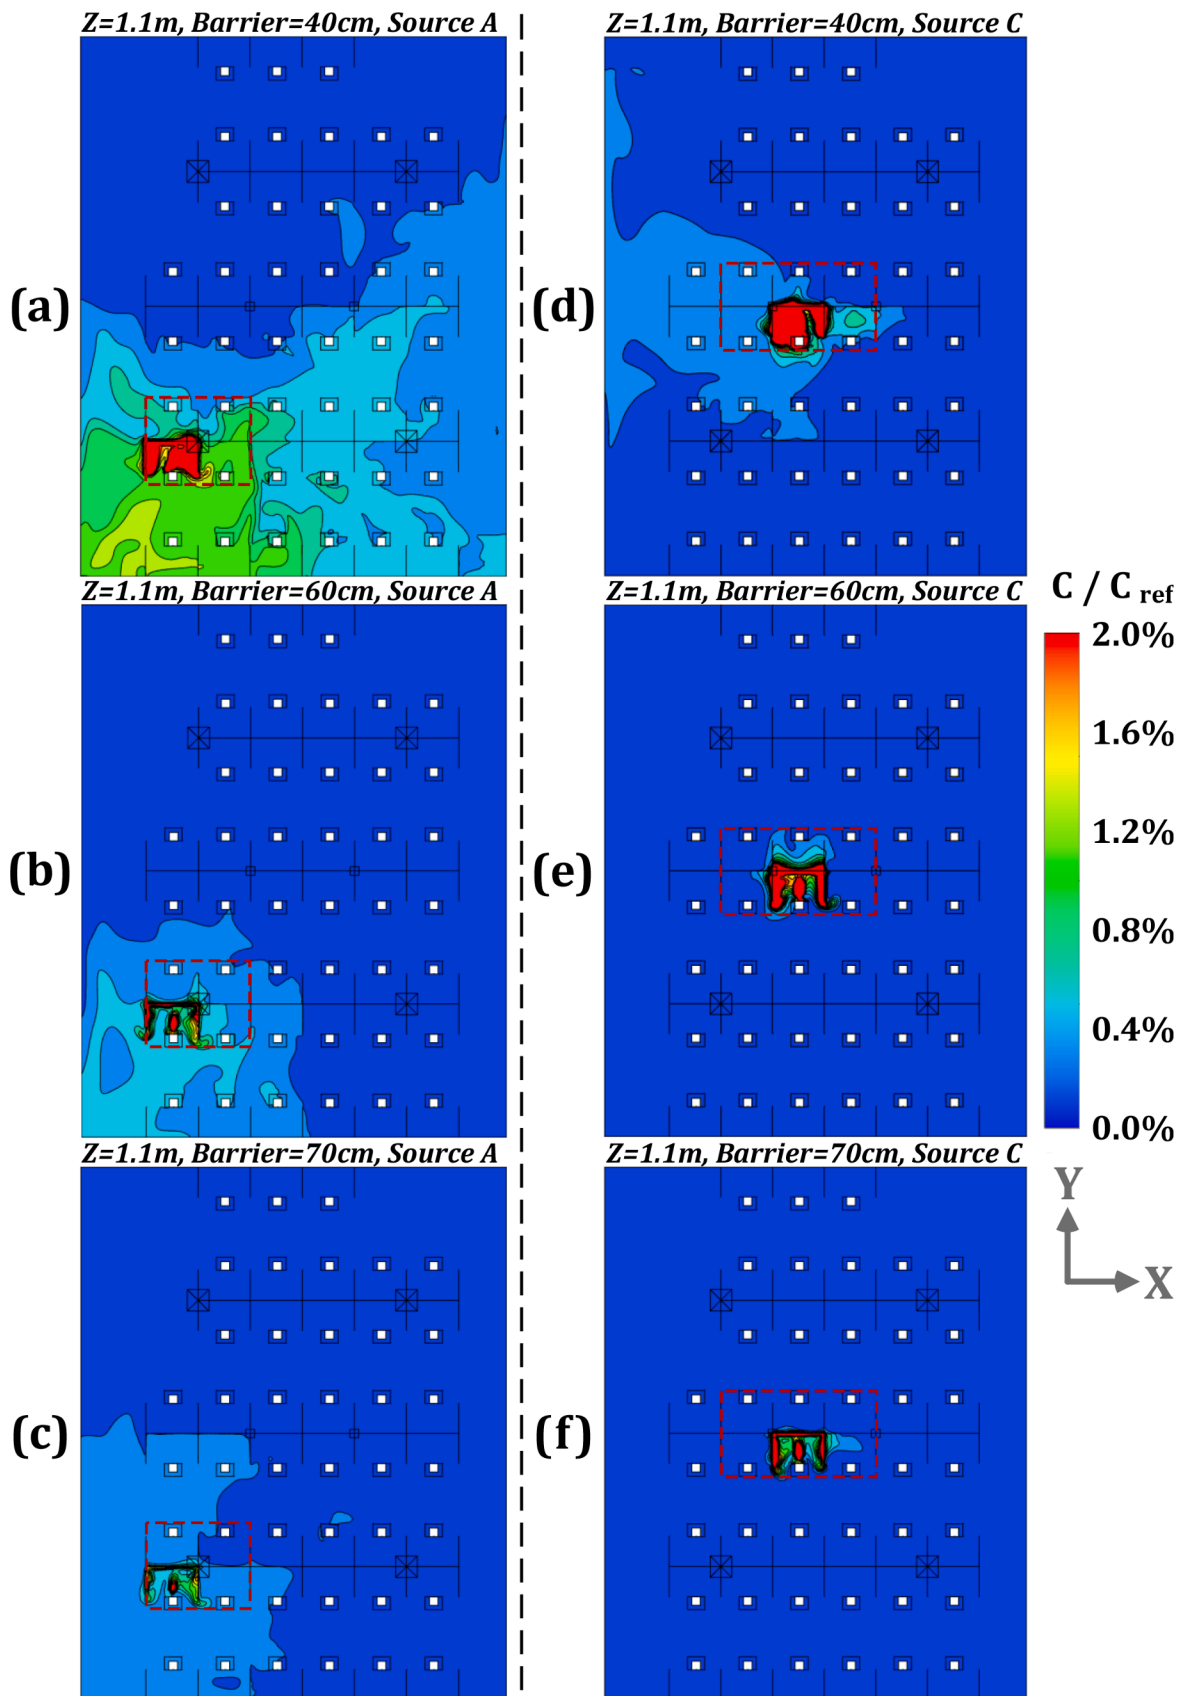 Z=1.1m, Barrier=40cm, Source A
Z=1.1m, Barrier=40cm, Source C
(a)
(d)
Z=1.1m, Barrier=60cm, Source A
Z=1.1m, Barrier=60cm, Source C
(b)
(e)
C / C ref
2.0%
1.6%
1.2%
0.8%
0.4%
0.0%
Z=1.1m, Barrier=70cm, Source A
Z=1.1m, Barrier=70cm, Source C
Y
X
(c)
(f)